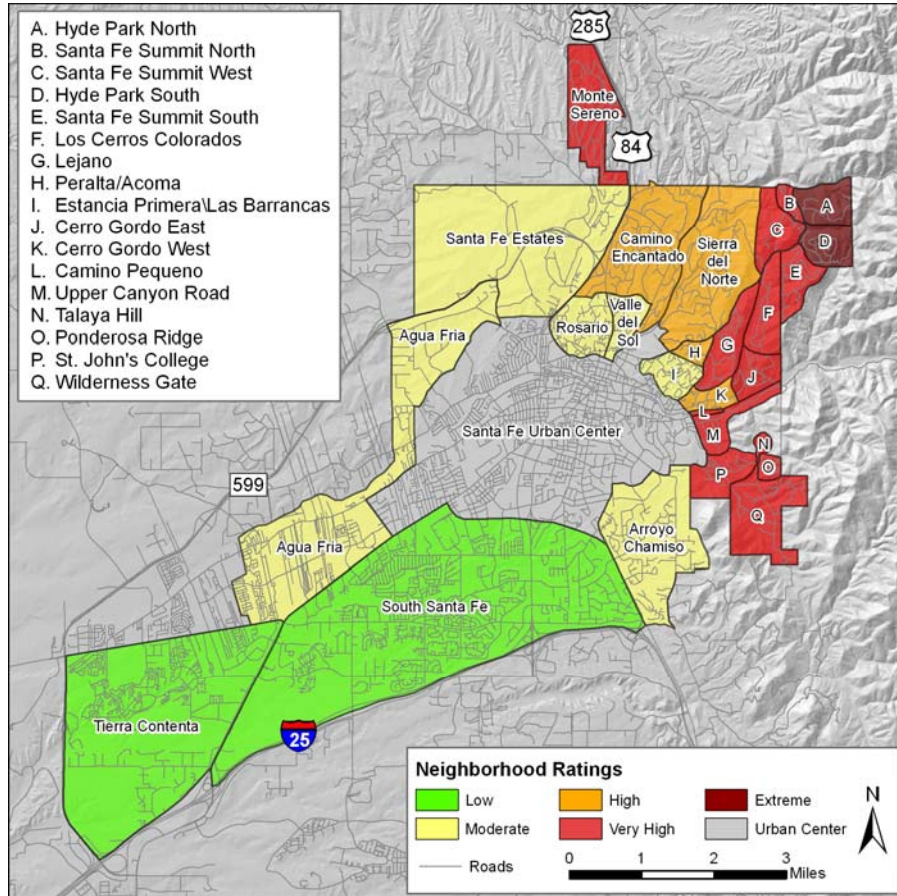 A. Hyde Park North
B. Santa Fe Summit North
C. Santa Fe Summit West
D. Hyde Park South
E. Santa Fe Summit South
F. Los Cerros Colorados
G. Lejano
H. Peralta/Acoma
I. Estancia Primera\Las Barrancas
J. Cerro Gordo East
K. Cerro Gordo West
L. Camino Pequeno
M. Upper Canyon Road
N. Talaya Hill
O. Ponderosa Ridge
P. St. John's College
Q. Wilderness Gate
285
Monte
Sereno
84
Santa Fe Estates
Camino
Encantado
Sierra
del
Norte
B
A
C
D
E
Agua Fria
Rosario
Valle
del
Sol
F
H
G
I
J
K
L
Santa Fe Urban Center
M
N
O
P
599
Q
Agua Fria
Arroyo
Chamiso
South Santa Fe
Tierra Contenta
25
Neighborhood Ratings
Low
High
Extreme
Moderate
Very High
Urban Center
Roads
0 1 2 3
Miles
N